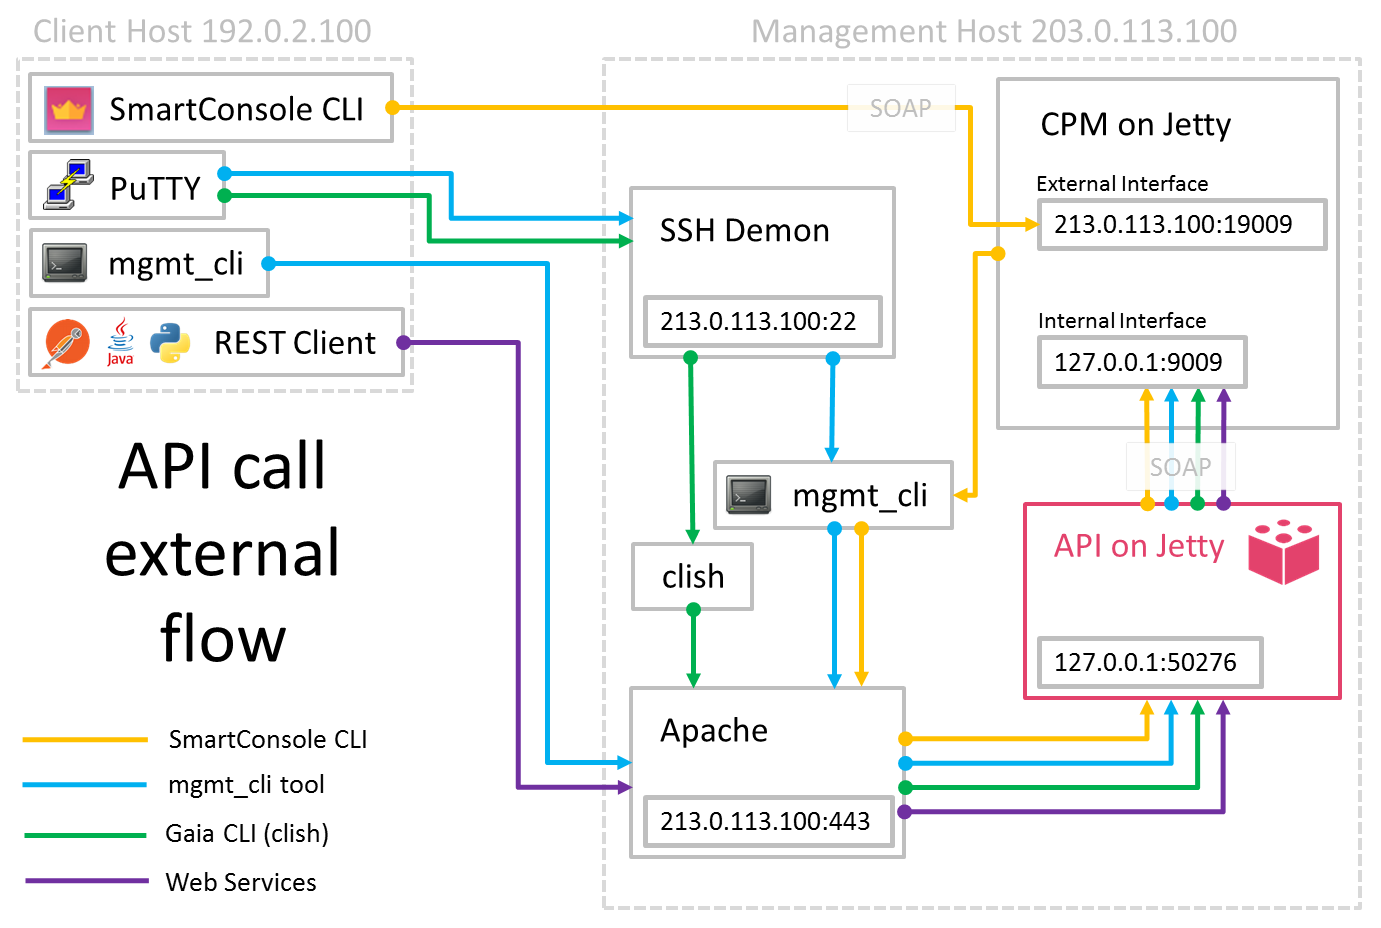 Client Host 192.0.2.100
Management Host 203.0.113.100
SmartConsole CLI
PuTTY
mgmt_cli
Java
REST Client
API call
external
flow
SmartConsole CLI
mgmt_cli tool
Gaia CLI (clish)
Web Services
SOAP
SSH Demon
213.0.113.100:22
mgmt_cli
clish
Apache
213.0.113.100:443
CPM on Jetty
External Interface
213.0.113.100:19009
Internal Interface
127.0.0.1:9009
SOAP
API on Jetty
127.0.0.1:50276